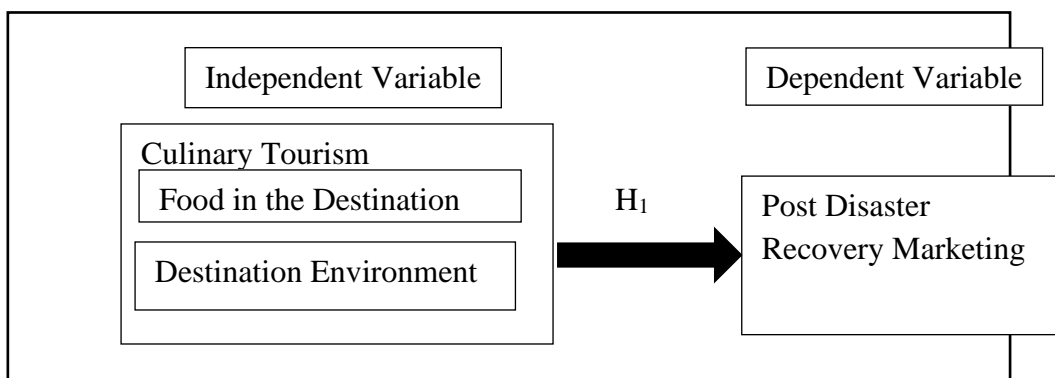 Independent Variable
Dependent Variable
Culinary Tourism
Food in the Destination
Destination Environment
H₁
Post Disaster
Recovery Marketing